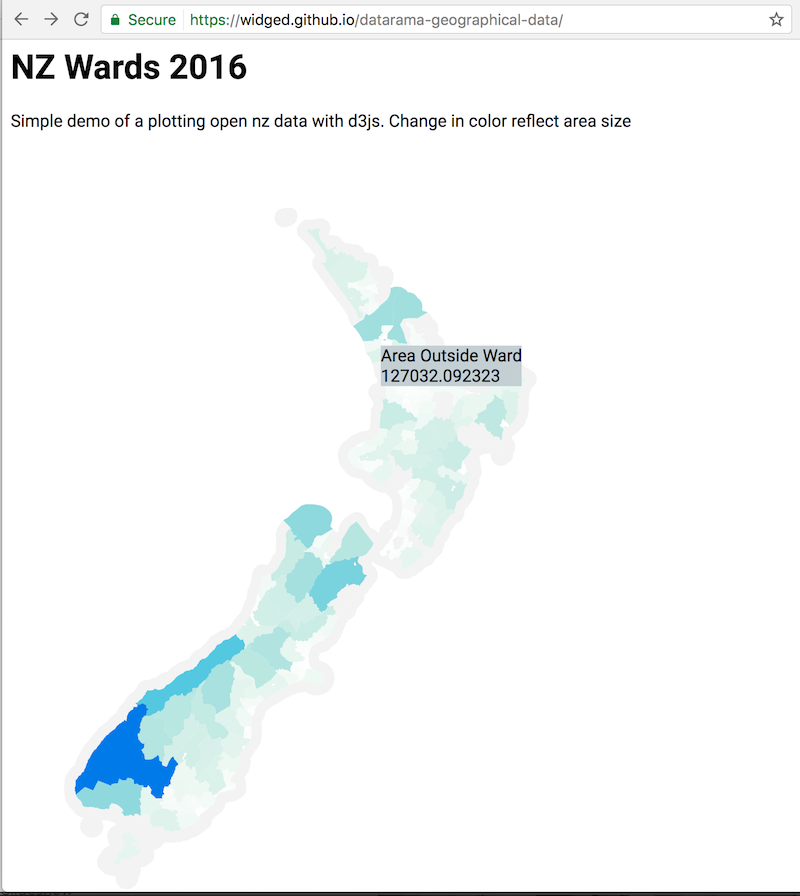 Secure https://widged.github.io/datarama-geographical-data/
NZ Wards 2016
Simple demo of a plotting open nz data with d3js. Change in color reflect area size
Area Outside Ward
127032.092323